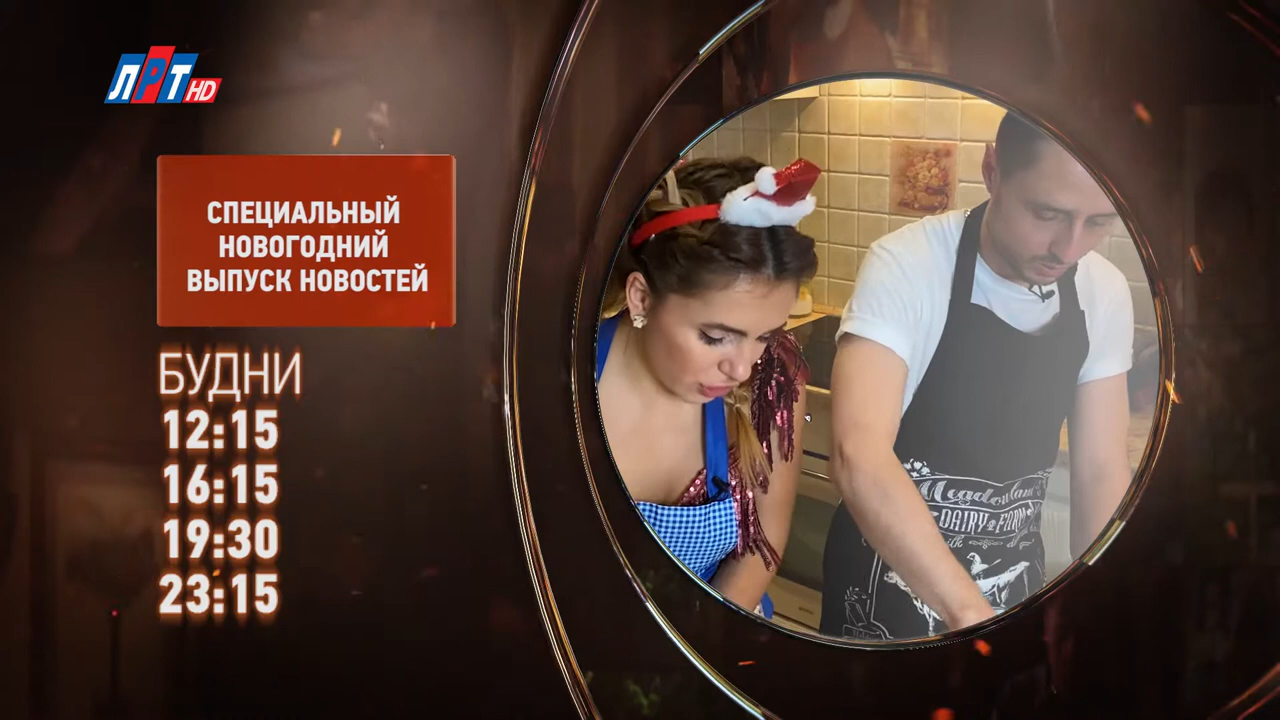 ЛРТ HD
СПЕЦИАЛЬНЫЙ
НОВОГОДНИЙ
ВЫПУСК НОВОСТЕЙ
БУДНИ
12:15
16:15
19:30
23:15
DAIRY FARM